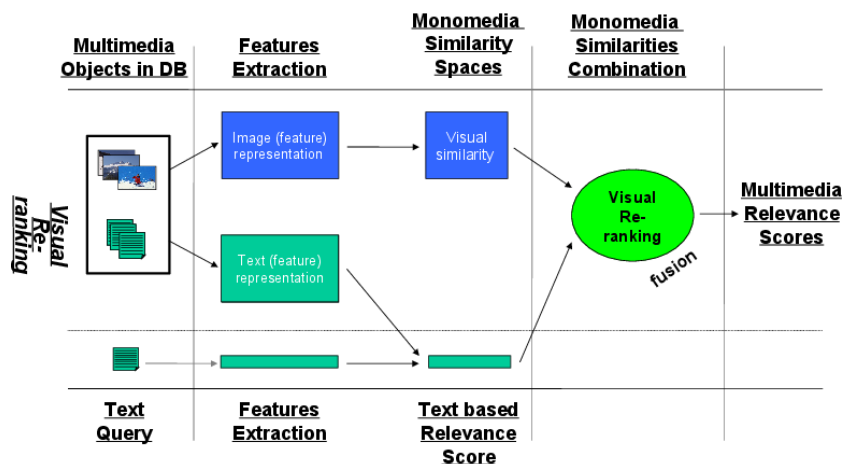 Multimedia
Objects in DB
Features
Extraction
Monomedia
Similarity
Spaces
Monomedia
Similarities
Combination
Visual
Re-
ranking
Image (feature)
representation
Visual
similarity
Text (feature)
representation
Visual
Re-
ranking
fusion
Multimedia
Relevance
Scores
Text
Query
Features
Extraction
Text based
Relevance
Score